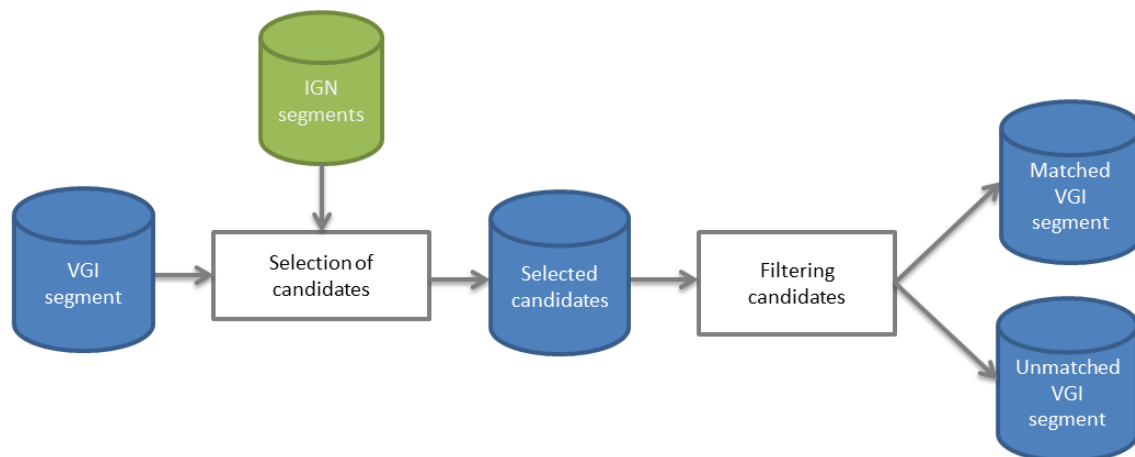 IGN
segments
VGI
segment
Selection of
candidates
Selected
candidates
Filtering
candidates
Matched
VGI
segment
Unmatched
VGI
segment